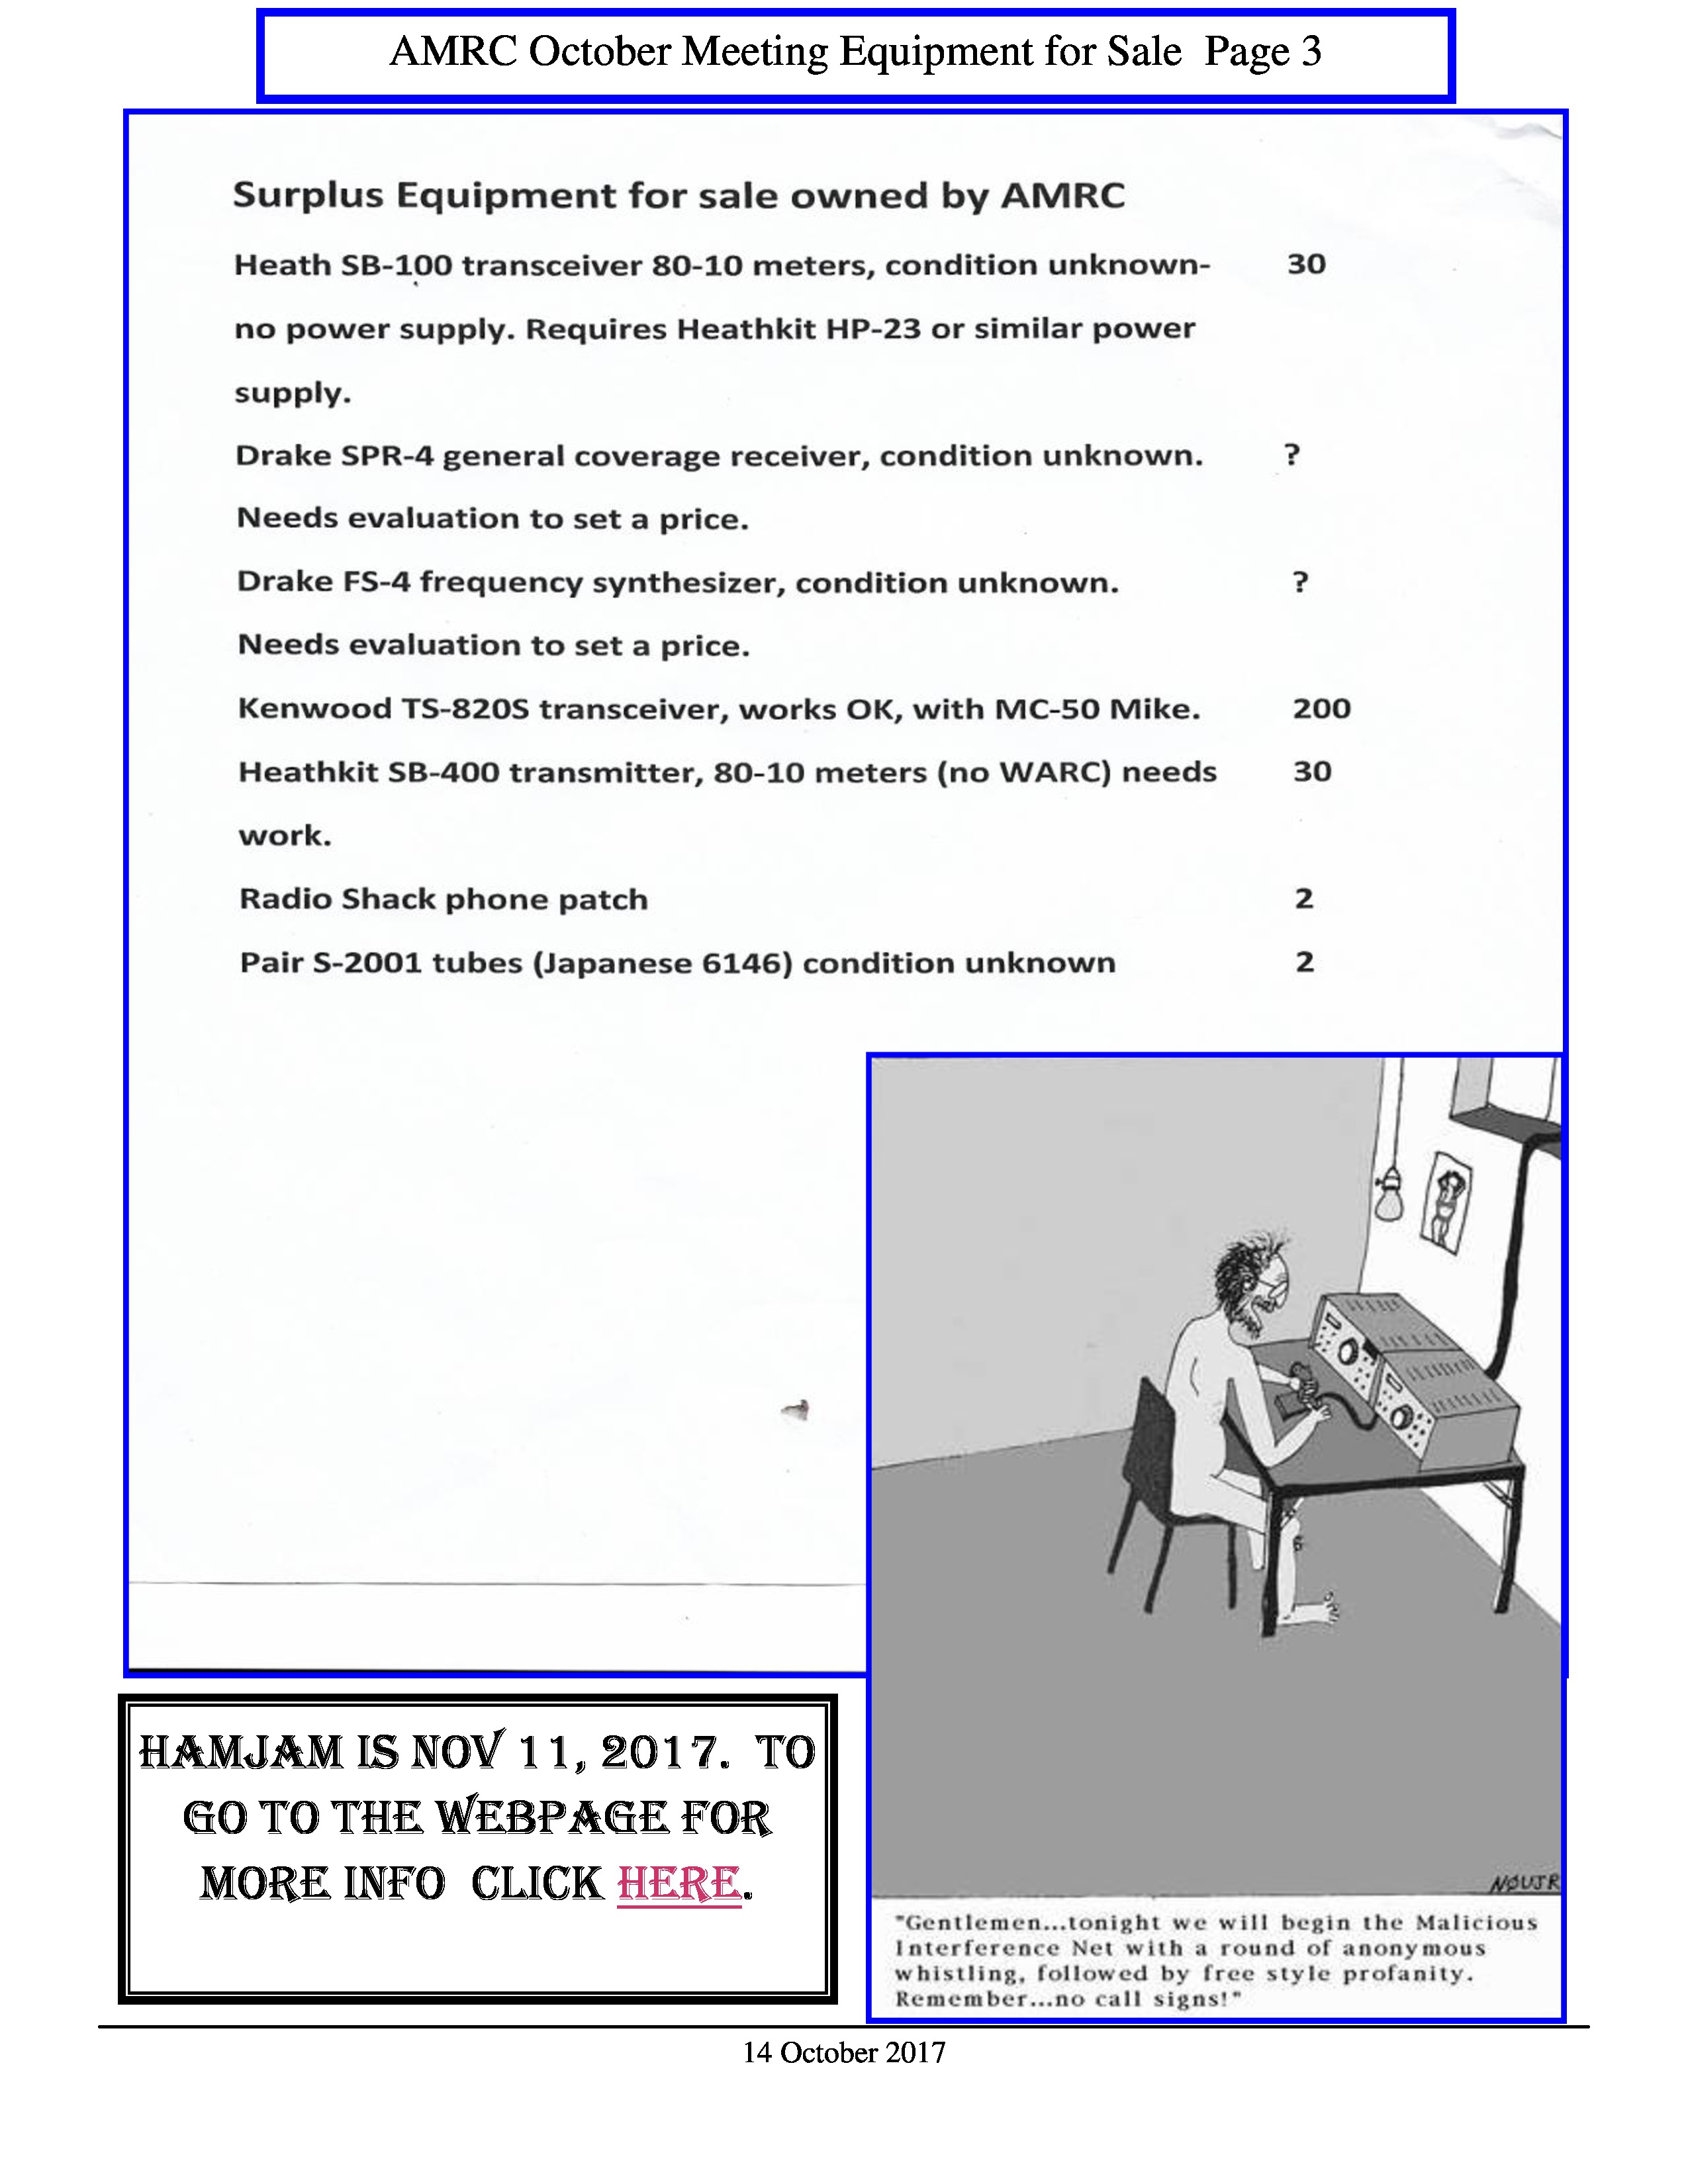 AMRC October Meeting Equipment for Sale  Page 3
Surplus Equipment for sale owned by AMRC
Heath SB-100 transceiver 80-10 meters, condition unknown- 30
no power supply. Requires Heathkit HP-23 or similar power
supply.
Drake SPR-4 general coverage receiver, condition unknown. ?
Needs evaluation to set a price.
Drake FS-4 frequency synthesizer, condition unknown. ?
Needs evaluation to set a price.
Kenwood TS-820S transceiver, works OK, with MC-50 Mike. 200
Heathkit SB-400 transmitter, 80-10 meters (no WARC) needs 30
work.
Radio Shack phone patch 2
Pair S-2001 tubes (Japanese 6146) condition unknown 2
NØUJR
"Gentlemen...tonight we will begin the Malicious
Interference Net with a round of anonymous
whistling, followed by free style profanity.
Remember...no call signs!"
HAMJAM IS NOV 11, 2017.  TO
GO TO THE WEBPAGE FOR
MORE INFO  CLICK HERE.
14 October 2017